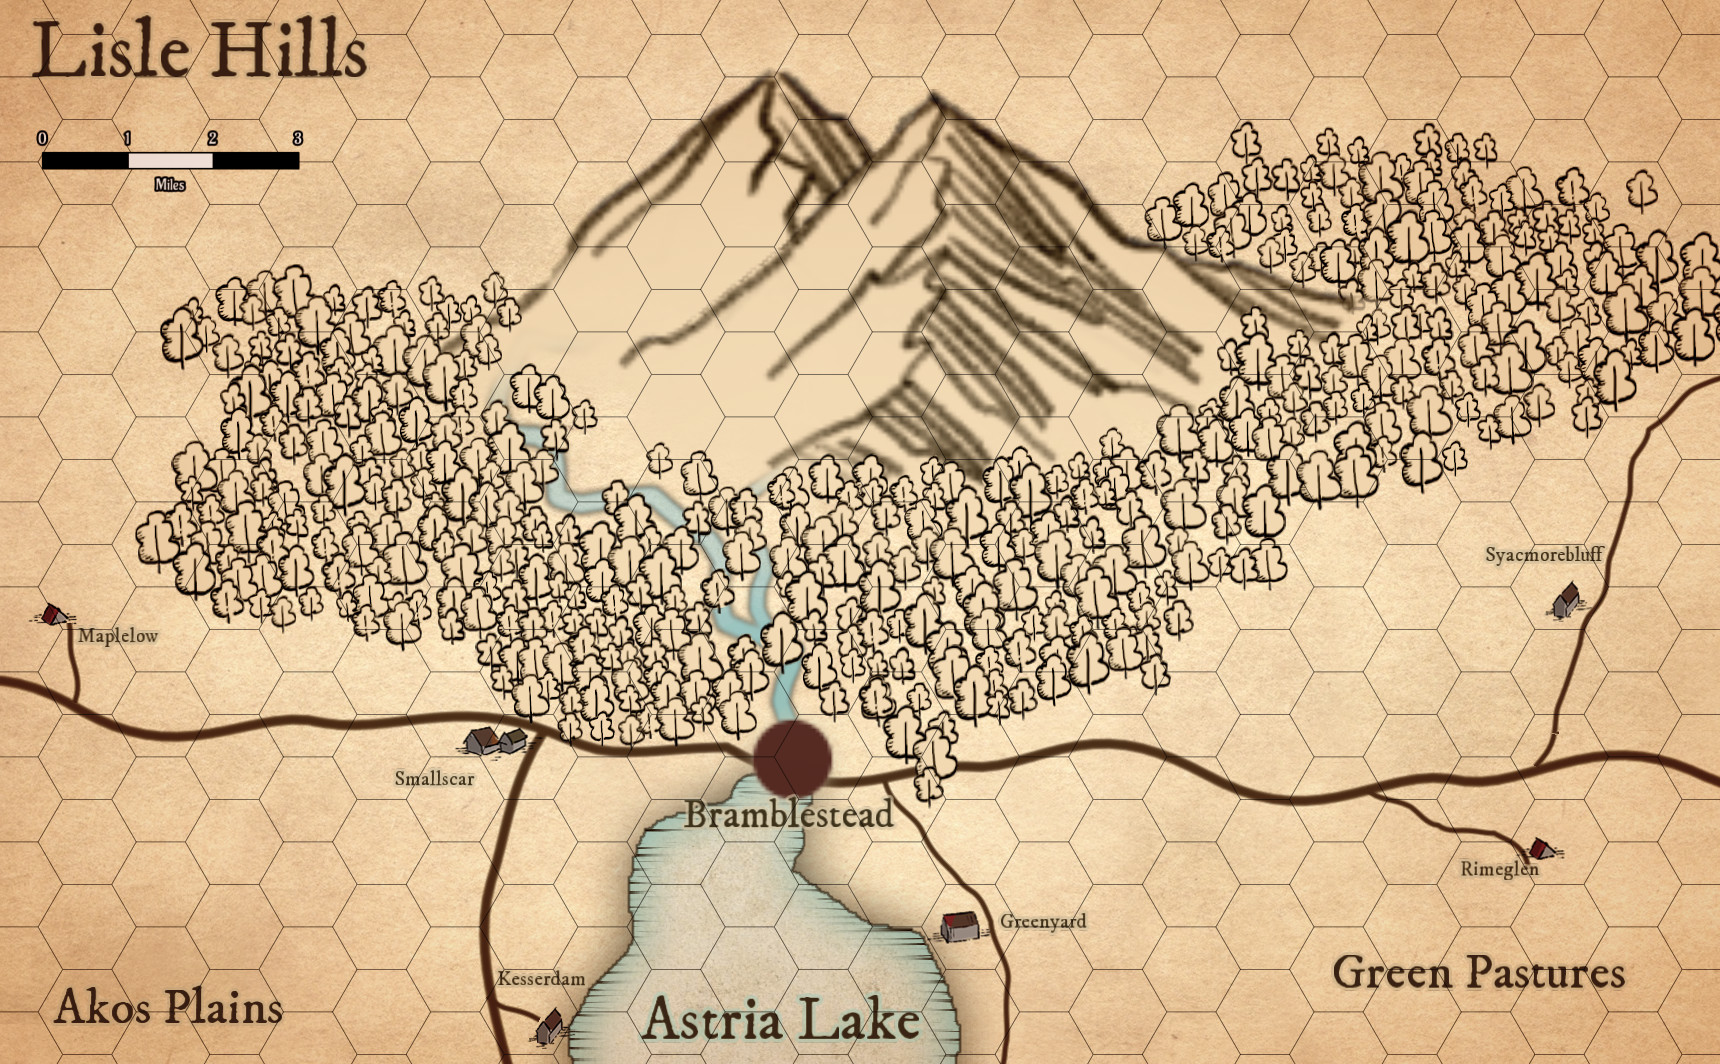 Lisle Hills
0 1 2 3
Miles
Syacmorebluff
Maplelow
Smallscar
Bramblestead
Rimeglen
Greenyard
Kesserdam
Green Pastures
Akos Plains
Astria Lake